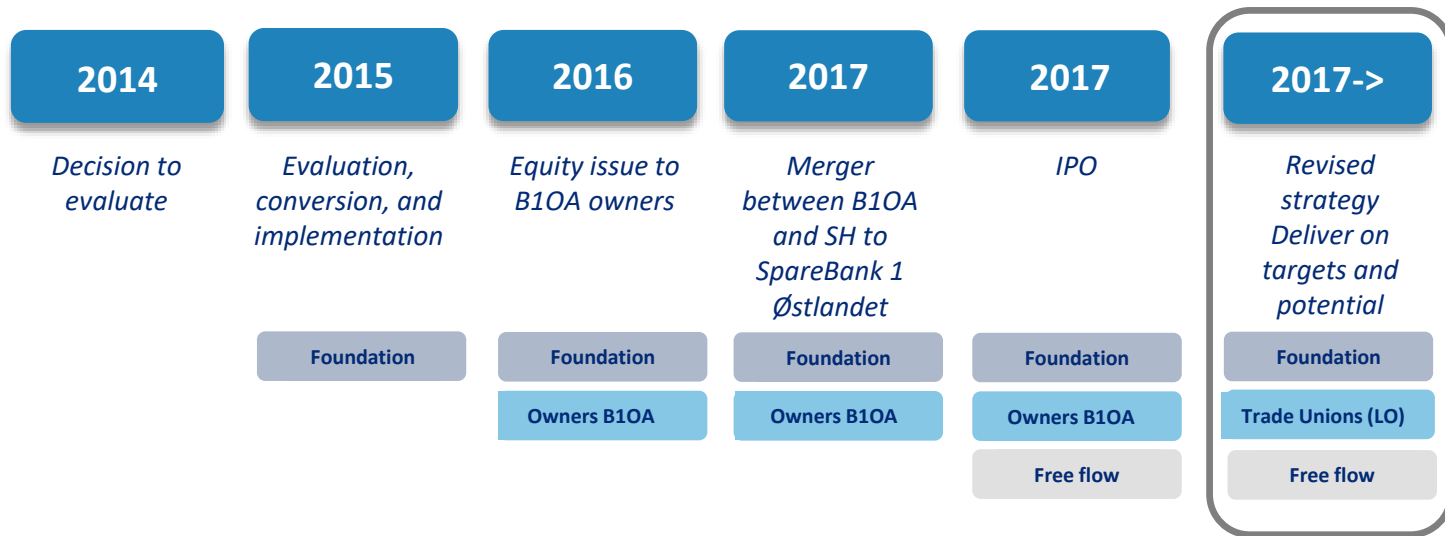 2014
2015
2016
2017
2017
2017->
Decision to
evaluate
Evaluation,
conversion, and
implementation
Equity issue to
B1OA owners
Merger
between B1OA
and SH to
SpareBank 1
Østlandet
IPO
Revised
strategy
Deliver on
targets and
potential
Foundation
Foundation
Foundation
Foundation
Foundation
Owners B1OA
Owners B1OA
Owners B1OA
Trade Unions (LO)
Free flow
Free flow